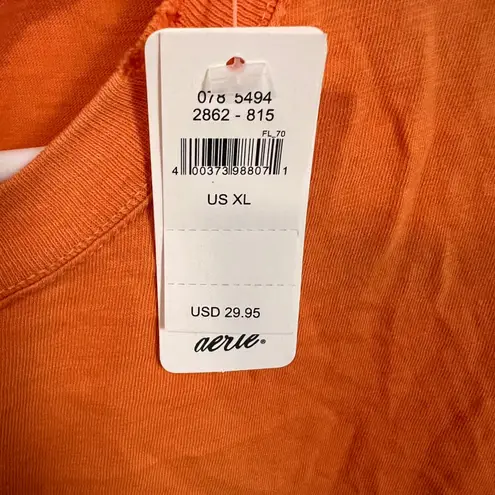 078 5494
2862 - 815
FL_70
4 00373 98807 1
US XL
USD 29.95
aerie®